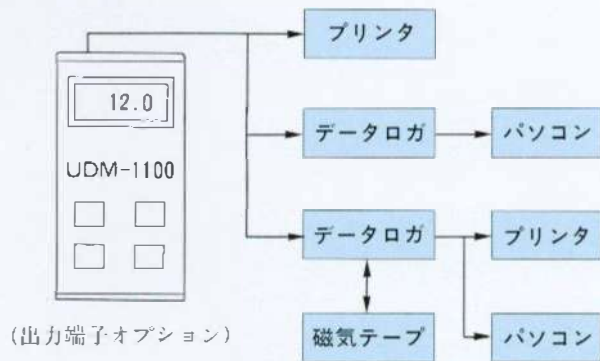 プリンタ
12.0
データロガ
パソコン
UDM-1100
データロガ
プリンタ
(出力端子オプション)
磁気テープ
パソコン